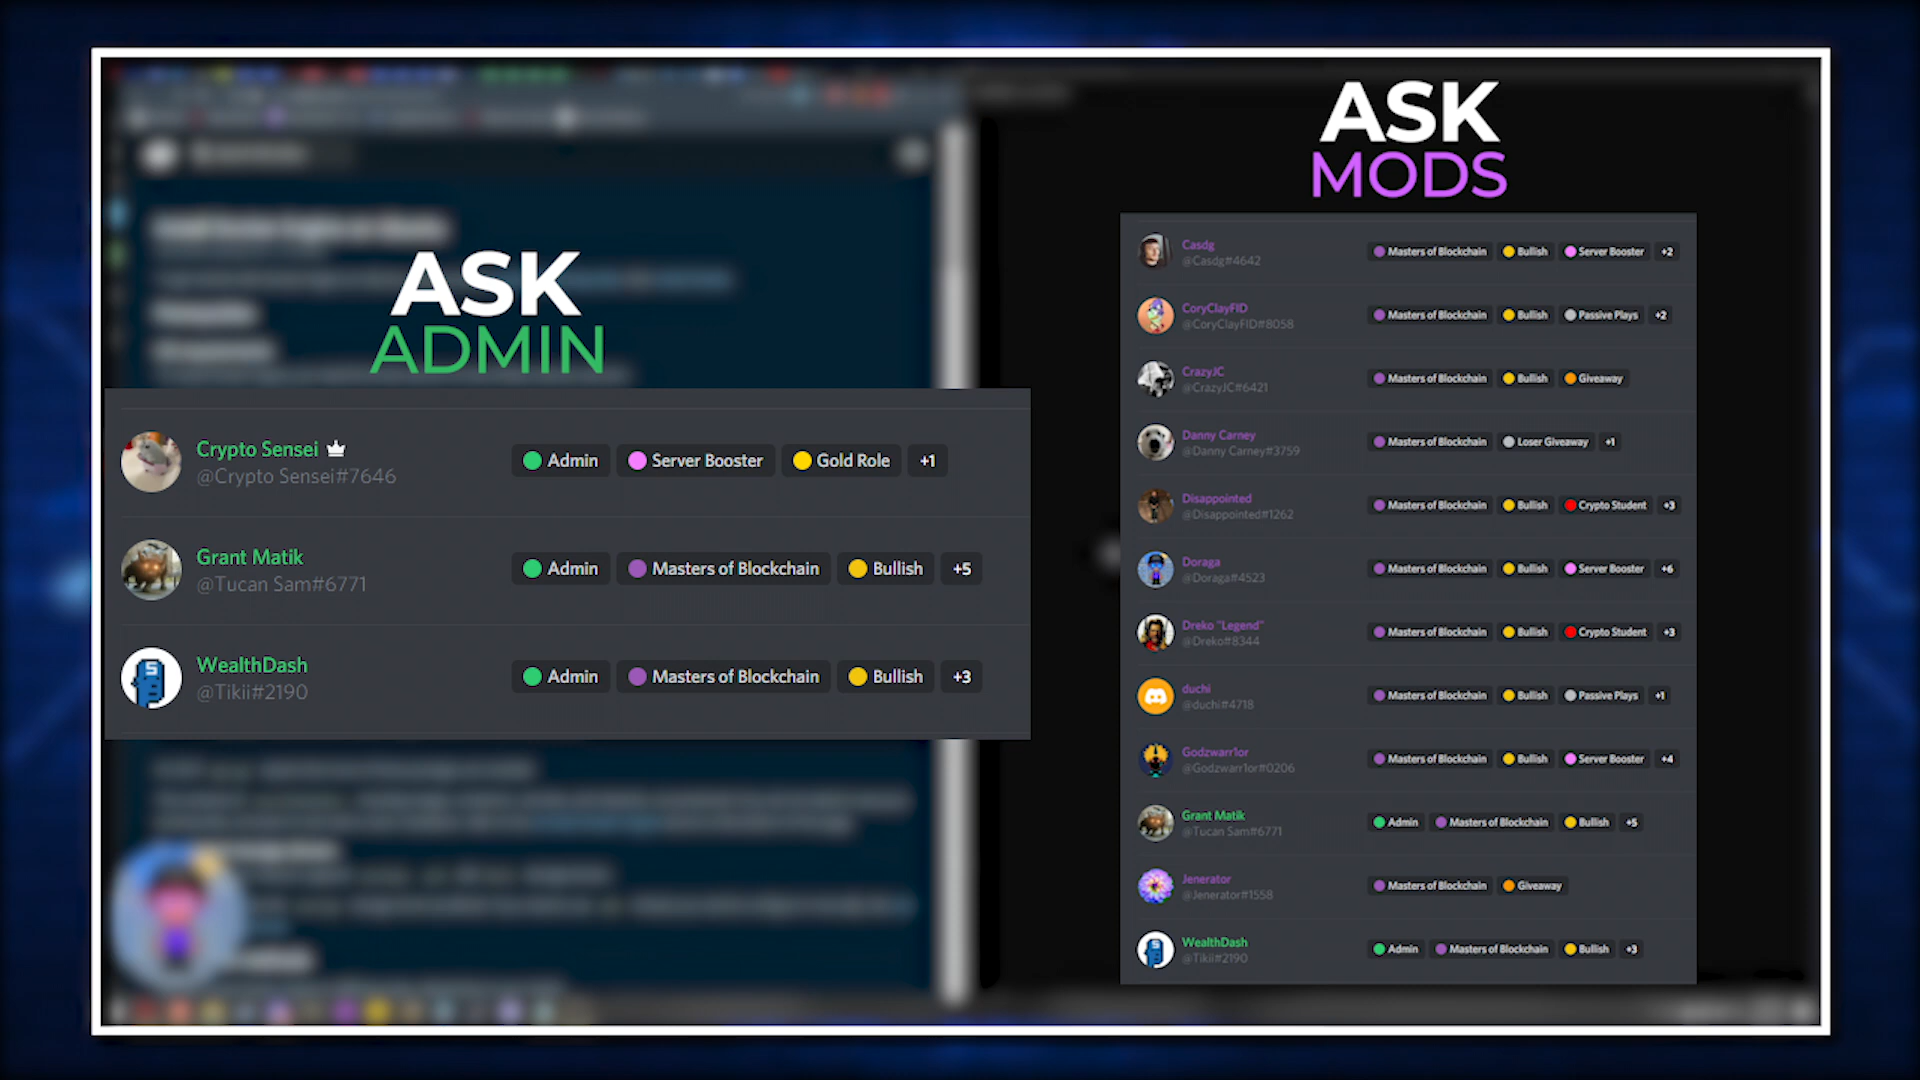 ASK
ADMIN
Crypto Sensei
@Crypto Sensei#7646
Admin Server Booster Gold Role +1
Grant Matik
@Tucan Sam#6771
Admin Masters of Blockchain Bullish +5
WealthDash
@Tikii#2190
Admin Masters of Blockchain Bullish +3
ASK
MODS
Casdg
@Casdg#4642
Masters of Blockchain Bullish Server Booster +2
CoryClayFID
@CoryClayFID#8058
Masters of Blockchain Bullish Passive Plays +2
CrazyJC
@CrazyJC#6421
Masters of Blockchain Bullish Giveaway
Danny Carney
@Danny Carney#3759
Masters of Blockchain Loser Giveaway +1
Disappointed
@Disappointed#1262
Masters of Blockchain Bullish Crypto Student +3
Doraga
@Doraga#4523
Masters of Blockchain Bullish Server Booster +6
Dreko "Legend"
@Dreko#8344
Masters of Blockchain Bullish Crypto Student +3
duchi
@duchi#4718
Masters of Blockchain Bullish Passive Plays +1
Godzwarr1or
@Godzwarr1or#0206
Masters of Blockchain Bullish Server Booster +4
Grant Matik
@Tucan Sam#6771
Admin Masters of Blockchain Bullish +5
Jenerator
@Jenerator#1558
Masters of Blockchain Giveaway
WealthDash
@Tikii#2190
Admin Masters of Blockchain Bullish +3